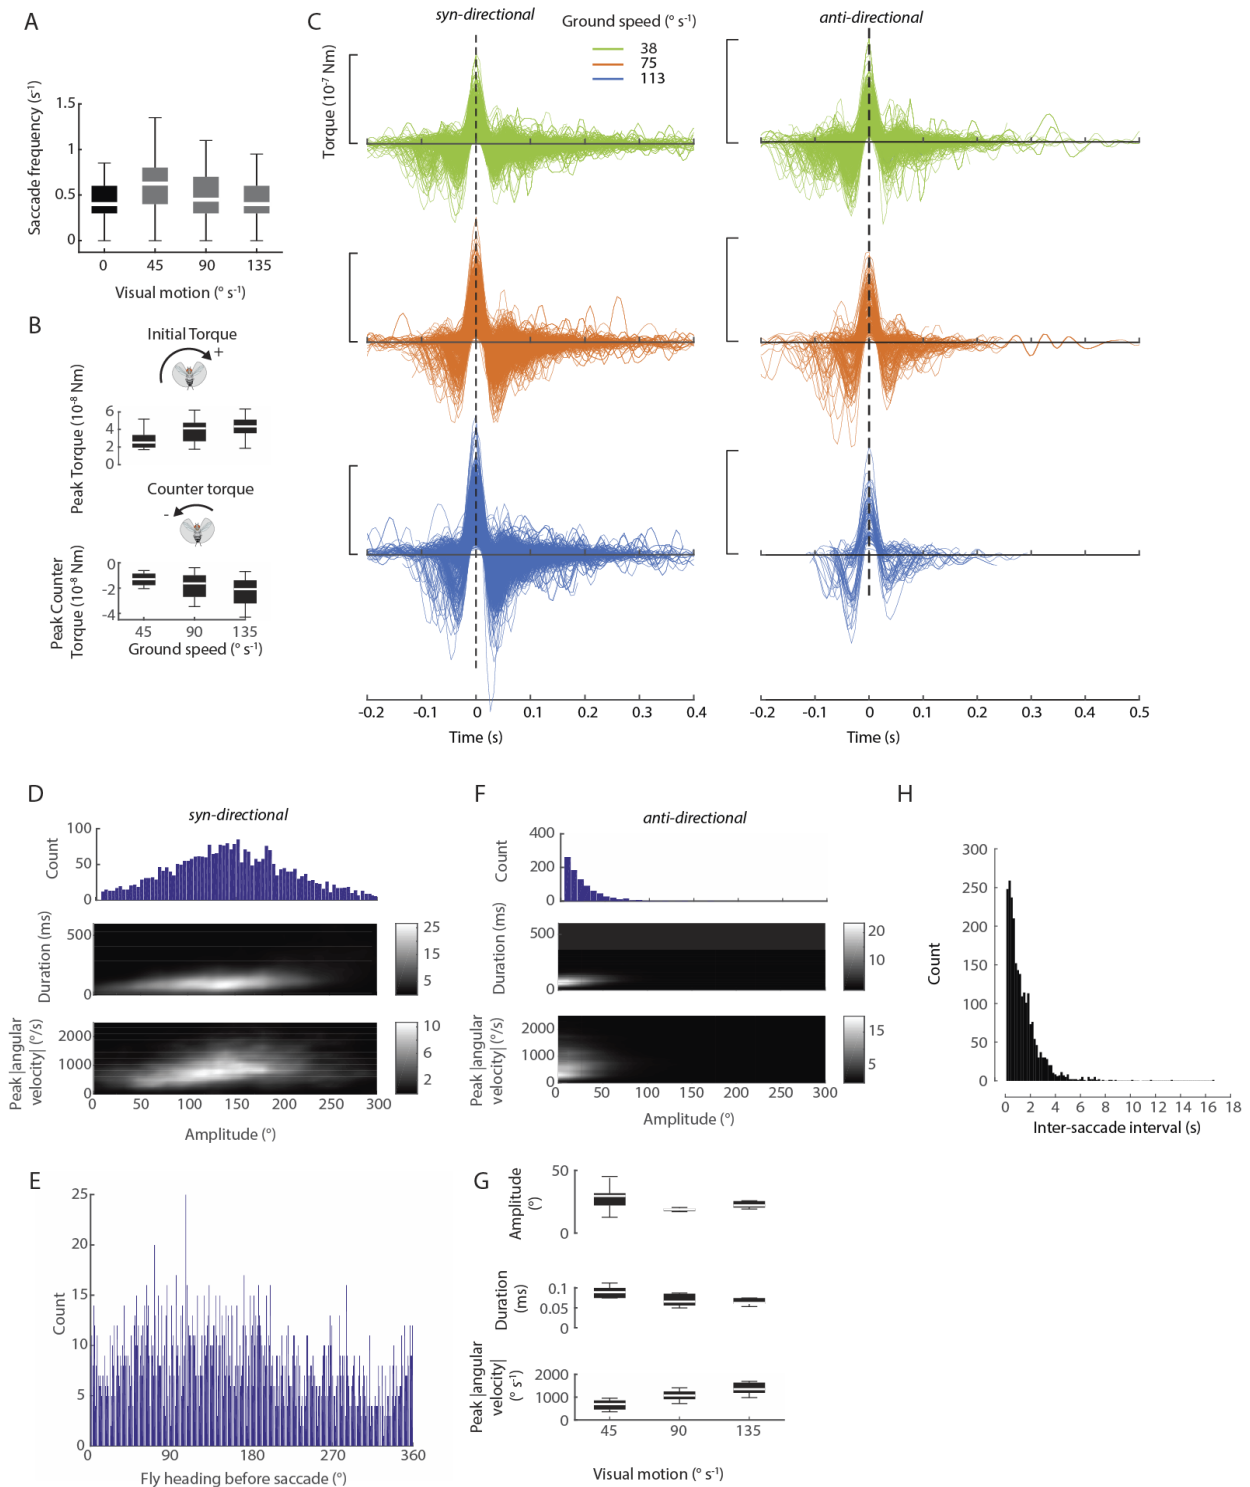 A
Saccade frequency (s-1)
1.5
1
0.5
0
0 45 90 135
Visual motion (° s-1)
B
Initial Torque
+
Peak Torque (10-8 Nm)
6
4
2
0
Counter torque
-
Peak Counter
Torque (10-8 Nm)
0
-2
-4
45 90 135
Ground speed (° s-1)
C
syn-directional
Ground speed (° s-1)
38
75
113
anti-directional
Torque (10-7 Nm)
-0.2 -0.1 0 0.1 0.2 0.3 0.4
Time (s)
-0.2 -0.1 0 0.1 0.2 0.3 0.4 0.5
Time (s)
D
syn-directional
Count
100
50
0
Duration (ms)
500
0
25
15
5
Peak |angular
velocity| (°/s)
2000
1000
0
10
6
2
0 50 100 150 200 250 300
Amplitude (°)
F
anti-directional
Count
400
200
0
Duration (ms)
500
0
20
10
Peak |angular
velocity| (°/s)
2000
1000
0
15
5
0 50 100 150 200 250 300
Amplitude (°)
H
Count
300
250
200
150
100
50
0
0 2 4 6 8 10 12 14 16 18
Inter-saccade interval (s)
E
Count
25
20
15
10
5
0
0 90 180 270 360
Fly heading before saccade (°)
G
Amplitude
(°)
50
0
Duration
(ms)
0.1
0.05
0
Peak |angular
velocity|
(° s-1)
2000
1000
0
45 90 135
Visual motion (° s-1)